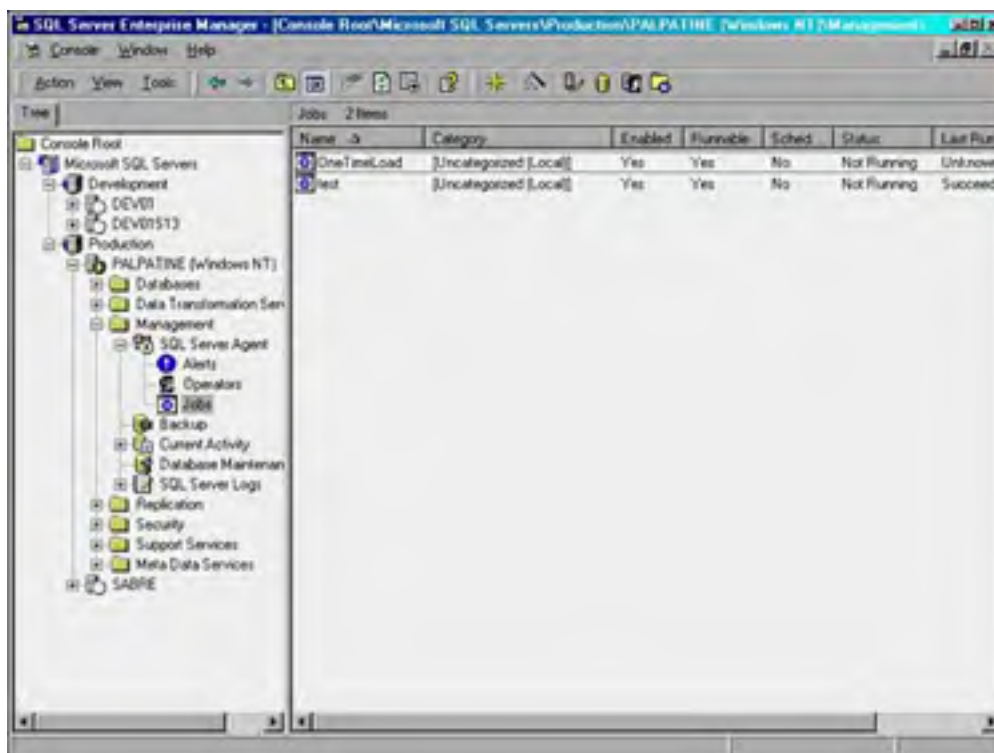 SQL Server Enterprise Manager - [Console Root\Microsoft SQL Servers\Production\PALPATINE (Windows NT)\Management\
Console Window Help
Action View Tools
Tree
Jobs 2 Items
Console Root
Microsoft SQL Servers
Development
DEV01
DEV01S13
Production
PALPATINE (Windows NT)
Databases
Data Transformation Ser
Management
SQL Server Agent
Alerts
Operators
Jobs
Backup
Current Activity
Database Maintenan
SQL Server Logs
Replication
Security
Support Services
Meta Data Services
SABRE
Name Category Enabled Runnable Sched Status Last Run
OneTimeLoad [Uncategorized (Local)] Yes Yes No Not Running Unknow
test [Uncategorized (Local)] Yes Yes No Not Running Succeed